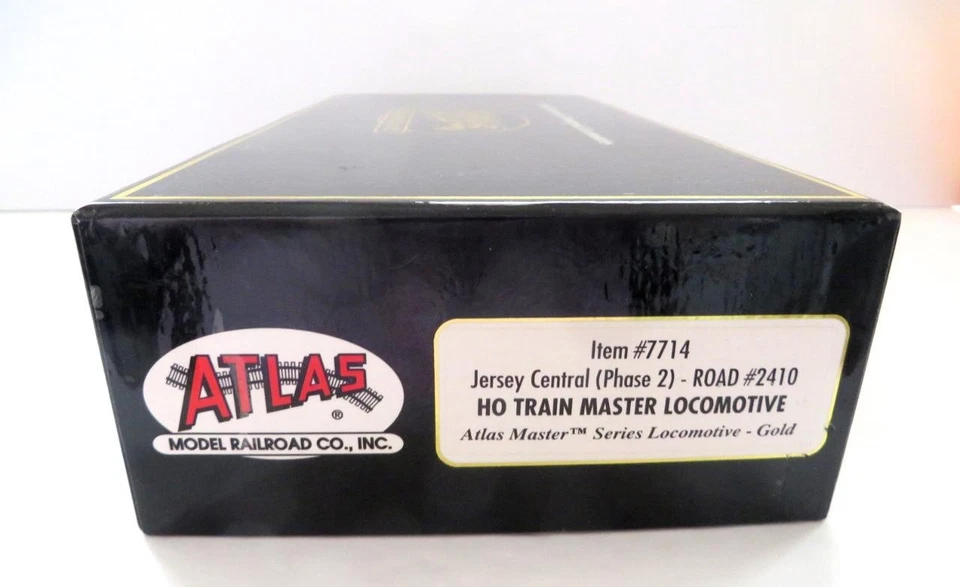 ATLAS
®
MODEL RAILROAD CO., INC.
Item #7714
Jersey Central (Phase 2) - ROAD #2410
HO TRAIN MASTER LOCOMOTIVE
Atlas Master™ Series Locomotive - Gold